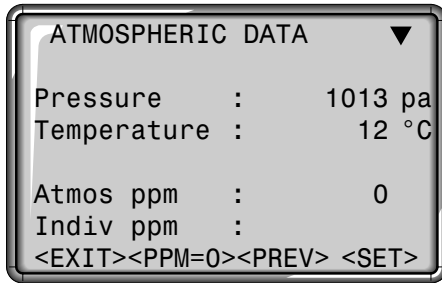 ATMOSPHERIC DATA ▼
Pressure : 1013 pa
Temperature : 12 °C
Atmos ppm : 0
Indiv ppm :
<EXIT><PPM=0><PREV> <SET>